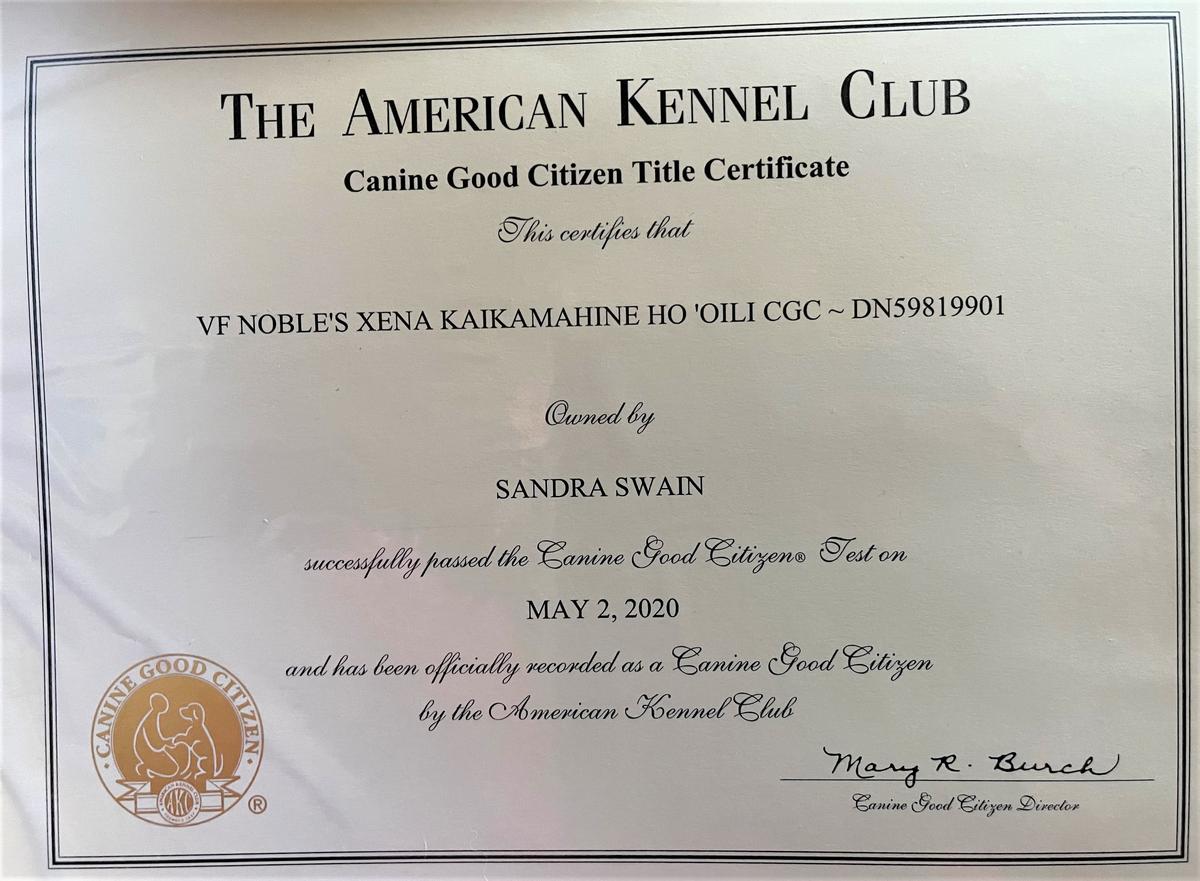 THE AMERICAN KENNEL CLUB
Canine Good Citizen Title Certificate
This certifies that
VF NOBLE'S XENA KAIKAMAHINE HO 'OILI CGC ~ DN59819901
Owned by
SANDRA SWAIN
successfully passed the Canine Good Citizen® Test on
MAY 2, 2020
and has been officially recorded as a Canine Good Citizen
by the American Kennel Club
· CANINE GOOD CITIZEN ·
AMERICAN KENNEL CLUB
AKC
®
Mary R. Burch
Canine Good Citizen Director